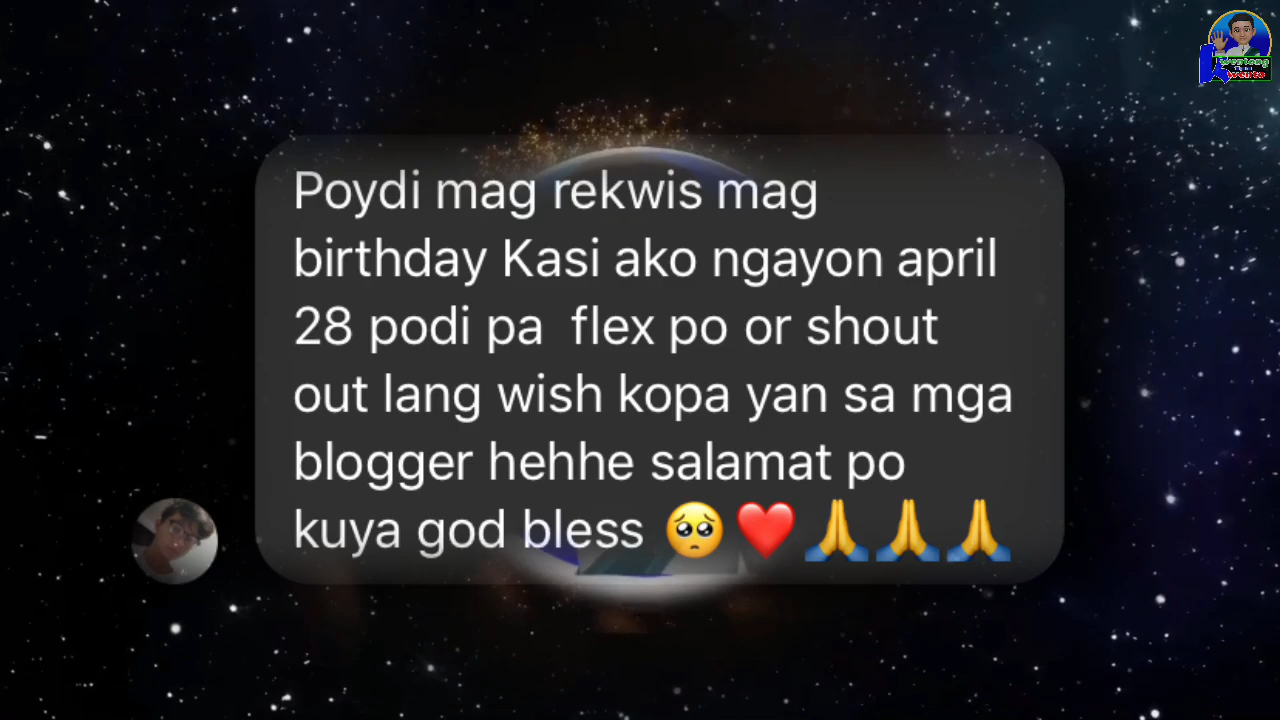 Poydi mag rekwis mag
birthday Kasi ako ngayon april
28 podi pa  flex po or shout
out lang wish kopa yan sa mga
blogger hehhe salamat po
kuya god bless 🥺❤️🙏🙏🙏